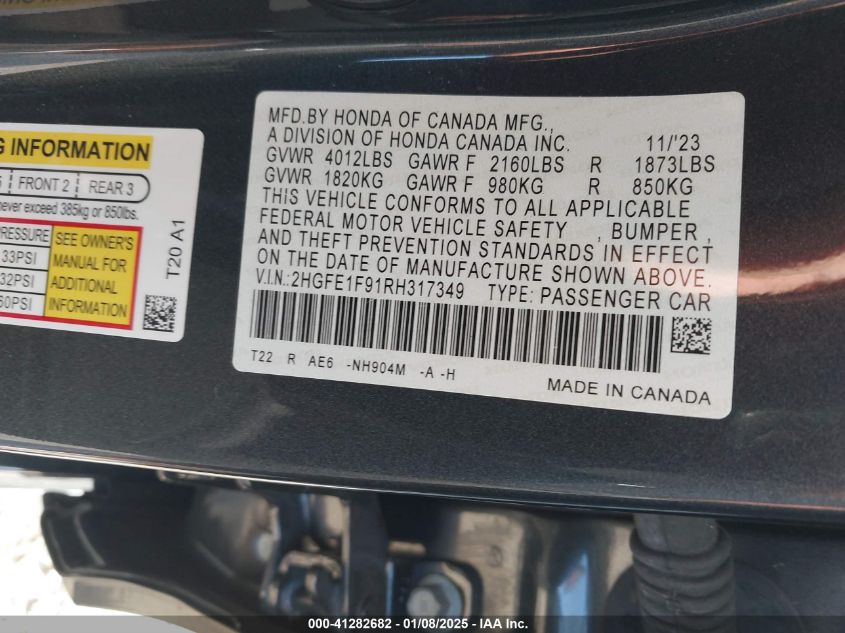 MFD.BY HONDA OF CANADA MFG.,
A DIVISION OF HONDA CANADA INC. 11/'23
GVWR 4012LBS GAWR F 2160LBS R 1873LBS
GVWR 1820KG GAWR F 980KG R 850KG
THIS VEHICLE CONFORMS TO ALL APPLICABLE
FEDERAL MOTOR VEHICLE SAFETY , BUMPER ,
AND THEFT PREVENTION STANDARDS IN EFFECT
ON THE DATE OF MANUFACTURE SHOWN ABOVE.
V.I.N.: 2HGFE1F91RH317349 TYPE: PASSENGER CAR
T22 R AE6 -NH904M -A -H
MADE IN CANADA
INFORMATION
FRONT 2 REAR 3
never exceed 385kg or 850lbs.
PRESSURE
33PSI
32PSI
60PSI
SEE OWNER'S
MANUAL FOR
ADDITIONAL
INFORMATION
T20 A1
000-41282682 - 01/08/2025 - IAA Inc.